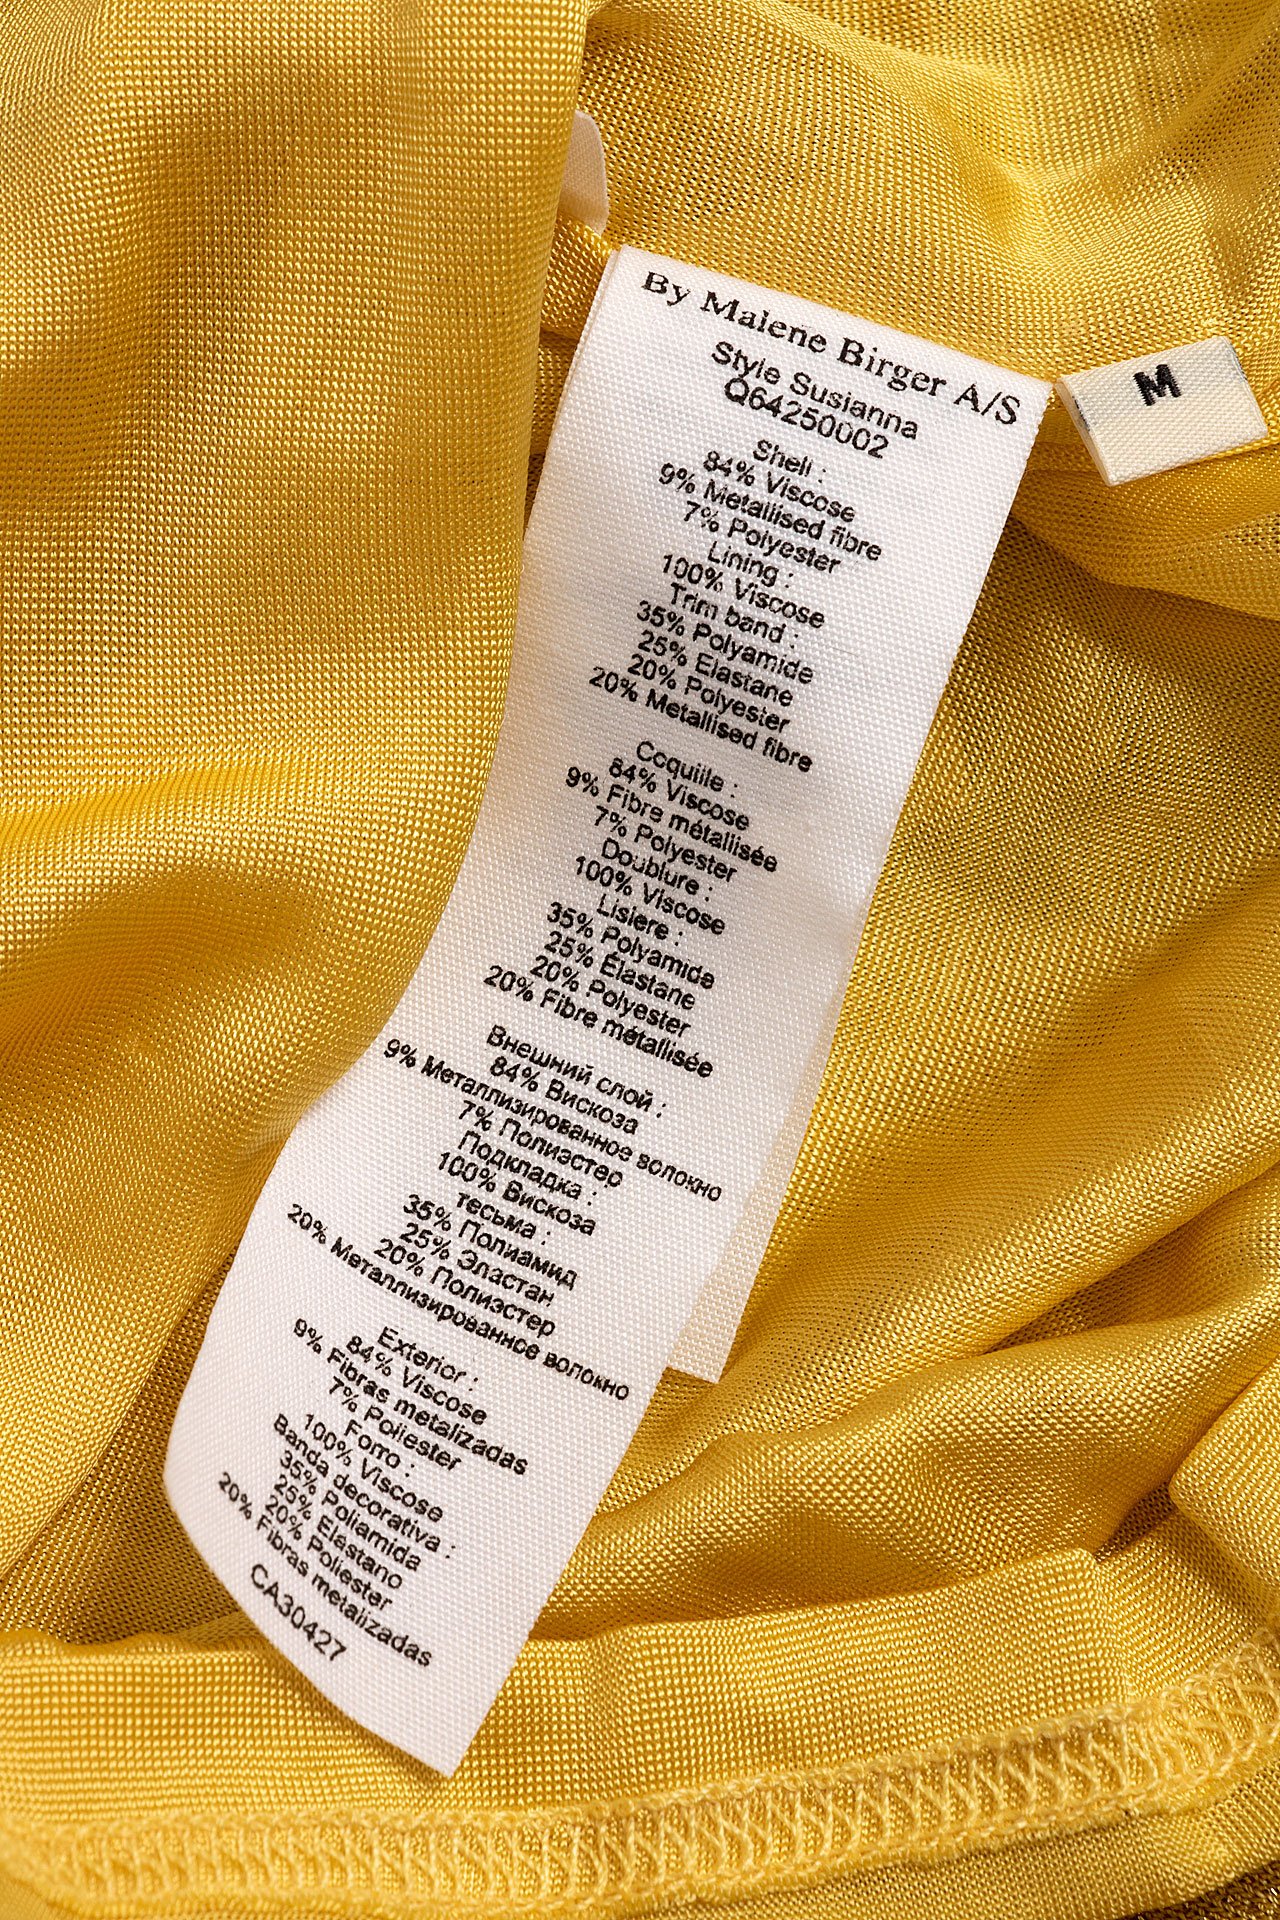 By Malene Birger A/S
M
Style Susianna
Q64250002
Shell :
84% Viscose
9% Metallised fibre
7% Polyester
Lining :
100% Viscose
Trim band :
35% Polyamide
25% Elastane
20% Polyester
20% Metallised fibre
Coquille :
84% Viscose
9% Fibre métallisée
7% Polyester
Doublure :
100% Viscose
Lisiere :
35% Polyamide
25% Élastane
20% Polyester
20% Fibre métallisée
Внешний слой :
84% Вискоза
9% Металлизированное волокно
7% Полиэстер
Подкладка :
100% Вискоза
тесьма :
35% Полиамид
25% Эластан
20% Полиэстер
20% Металлизированное волокно
Exterior :
84% Viscose
9% Fibras metalizadas
7% Poliester
Forro :
100% Viscose
Banda decorativa :
35% Poliamida
25% Elastano
20% Poliester
20% Fibras metalizadas
CA30427